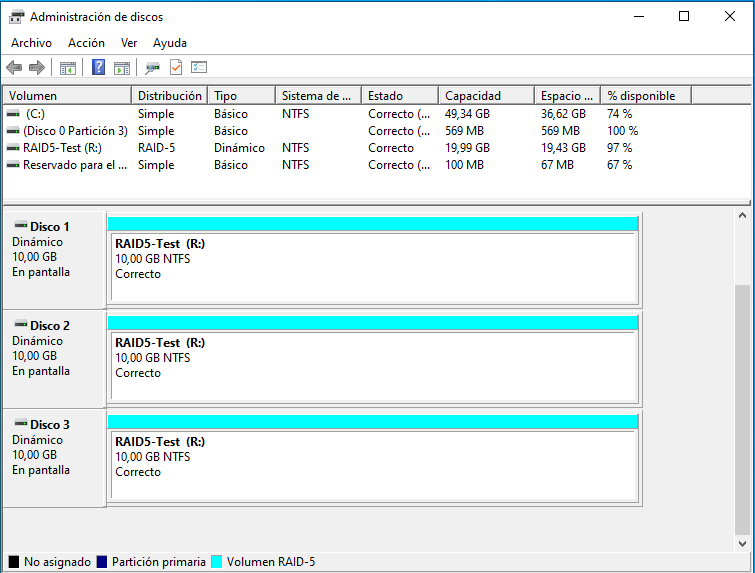 Administración de discos
Archivo Acción Ver Ayuda
Volumen Distribución Tipo Sistema de ... Estado Capacidad Espacio ... % disponible
(C:) Simple Básico NTFS Correcto (... 49,34 GB 36,62 GB 74 %
(Disco 0 Partición 3) Simple Básico Correcto (... 569 MB 569 MB 100 %
RAID5-Test (R:) RAID-5 Dinámico NTFS Correcto 19,99 GB 19,43 GB 97 %
Reservado para el ... Simple Básico NTFS Correcto (... 100 MB 67 MB 67 %
Disco 1
Dinámico
10,00 GB
En pantalla
RAID5-Test (R:)
10,00 GB NTFS
Correcto
Disco 2
Dinámico
10,00 GB
En pantalla
RAID5-Test (R:)
10,00 GB NTFS
Correcto
Disco 3
Dinámico
10,00 GB
En pantalla
RAID5-Test (R:)
10,00 GB NTFS
Correcto
No asignado Partición primaria Volumen RAID-5